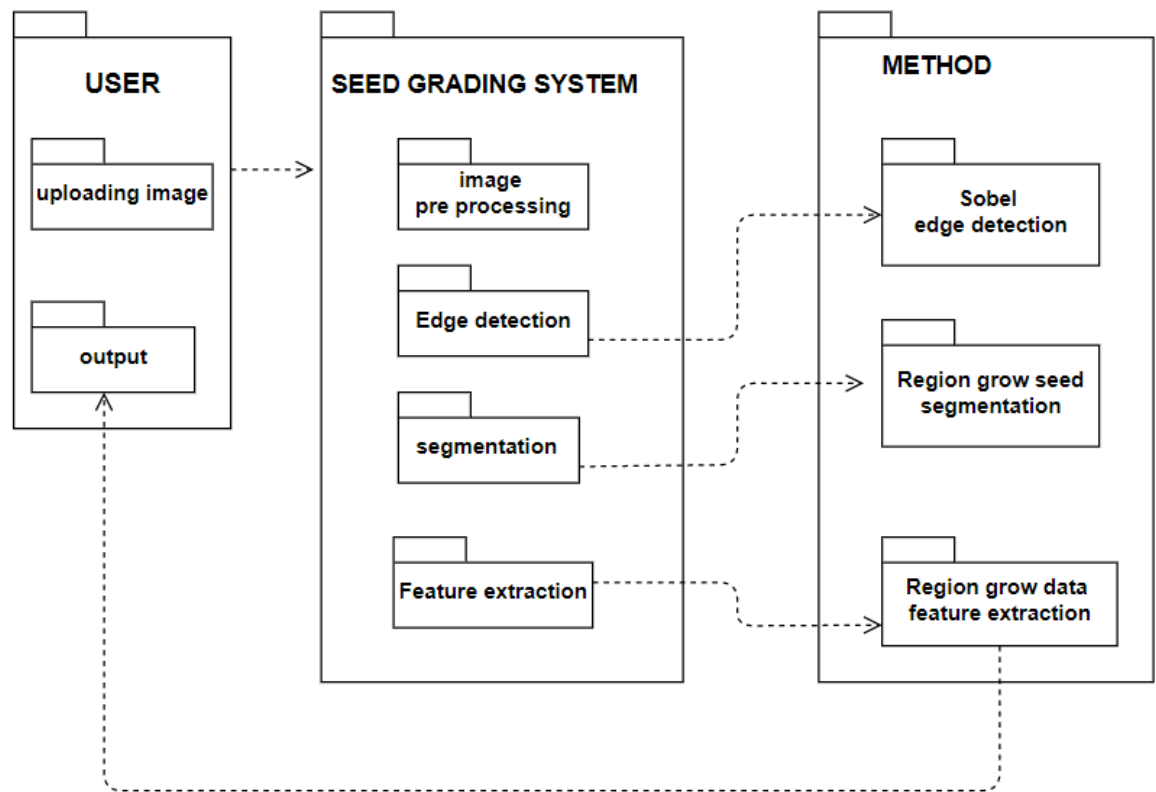 USER
uploading image
output
SEED GRADING SYSTEM
image
pre processing
Edge detection
segmentation
Feature extraction
METHOD
Sobel
edge detection
Region grow seed
segmentation
Region grow data
feature extraction